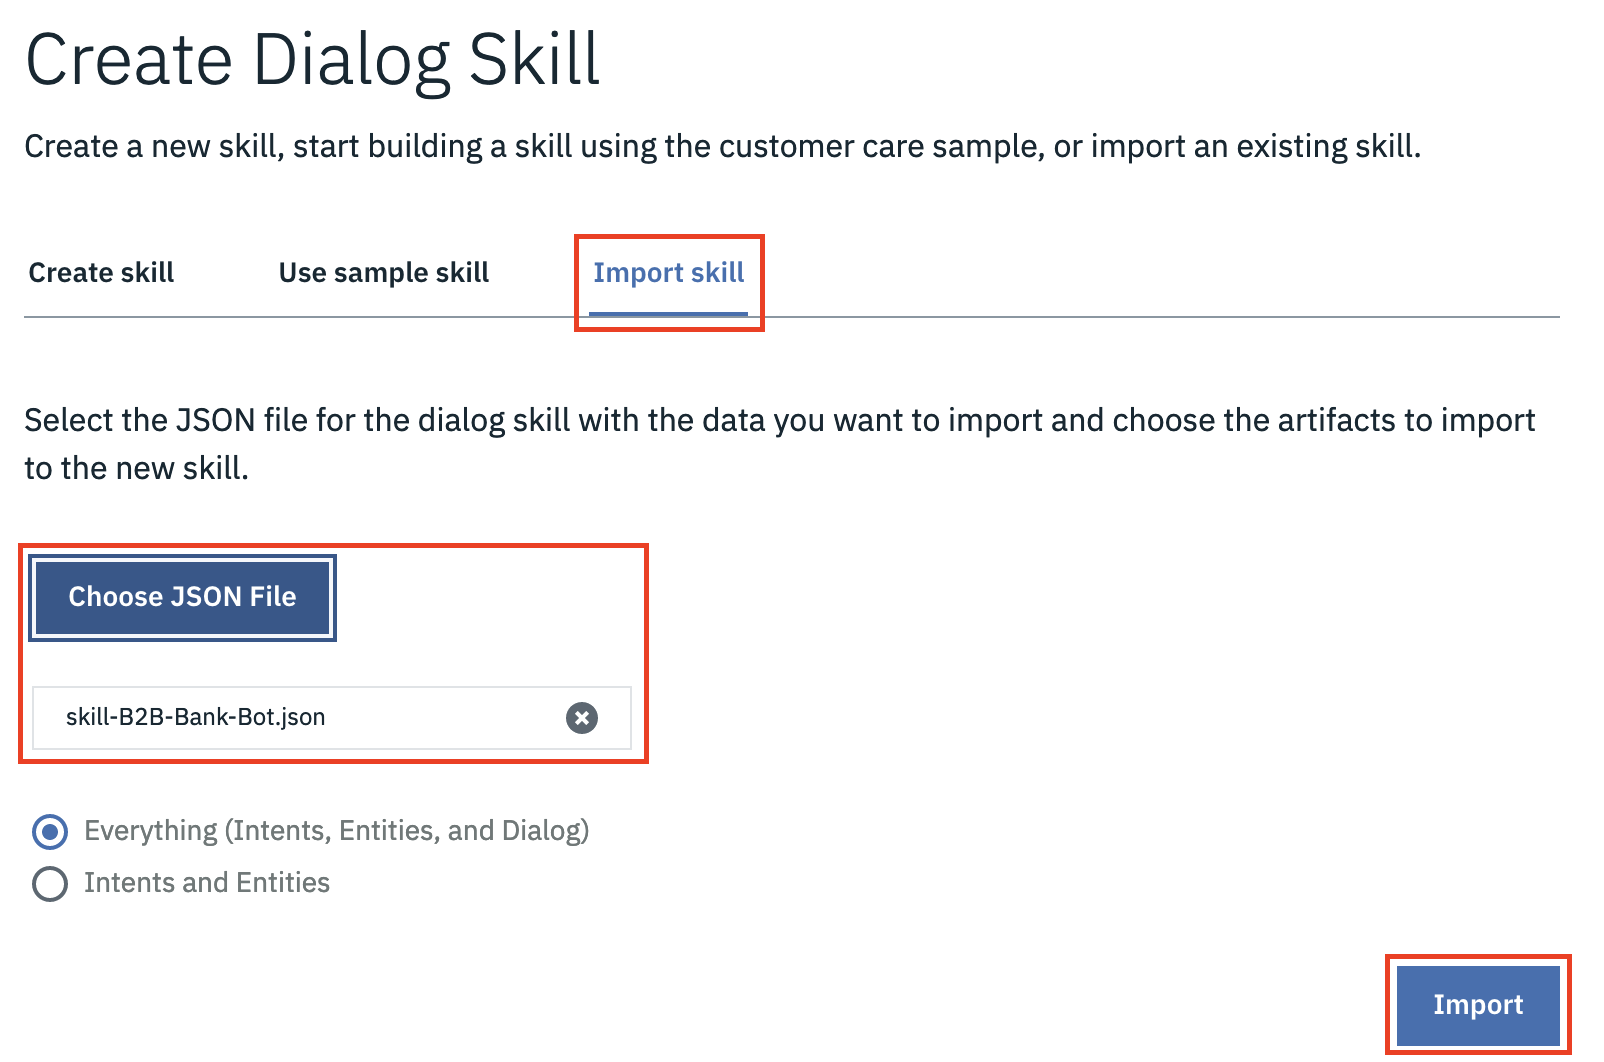 Create Dialog Skill
Create a new skill, start building a skill using the customer care sample, or import an existing skill.
Create skill
Use sample skill
Import skill
Select the JSON file for the dialog skill with the data you want to import and choose the artifacts to import
to the new skill.
Choose JSON File
skill-B2B-Bank-Bot.json
Everything (Intents, Entities, and Dialog)
Intents and Entities
Import